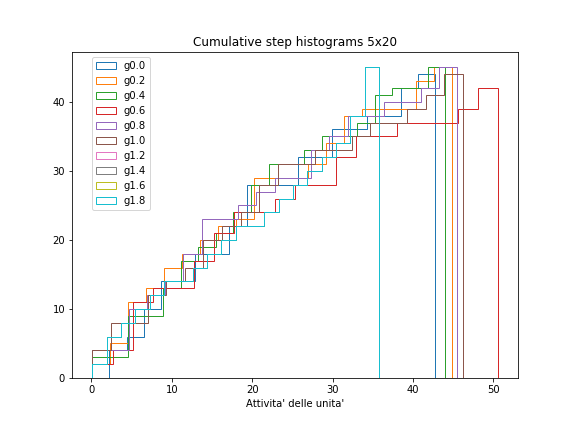 Cumulative step histograms 5x20
g0.0
g0.2
g0.4
g0.6
g0.8
g1.0
g1.2
g1.4
g1.6
g1.8
40
30
20
10
0
0 10 20 30 40 50
Attivita' delle unita'